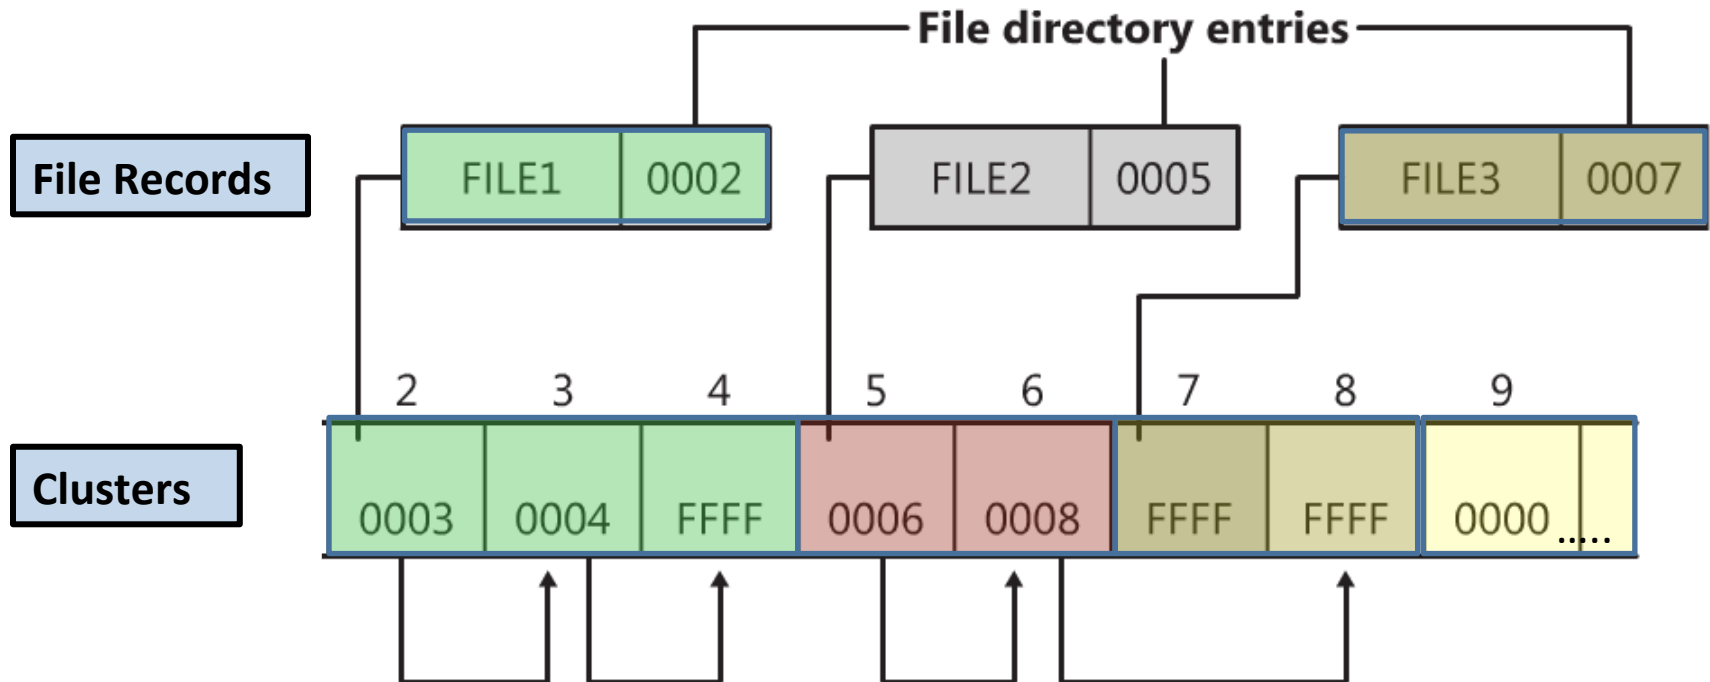 File directory entries
File Records
FILE1 0002 FILE2 0005 FILE3 0007
2 3 4 5 6 7 8 9
Clusters
0003 0004 FFFF 0006 0008 FFFF FFFF 0000 .....